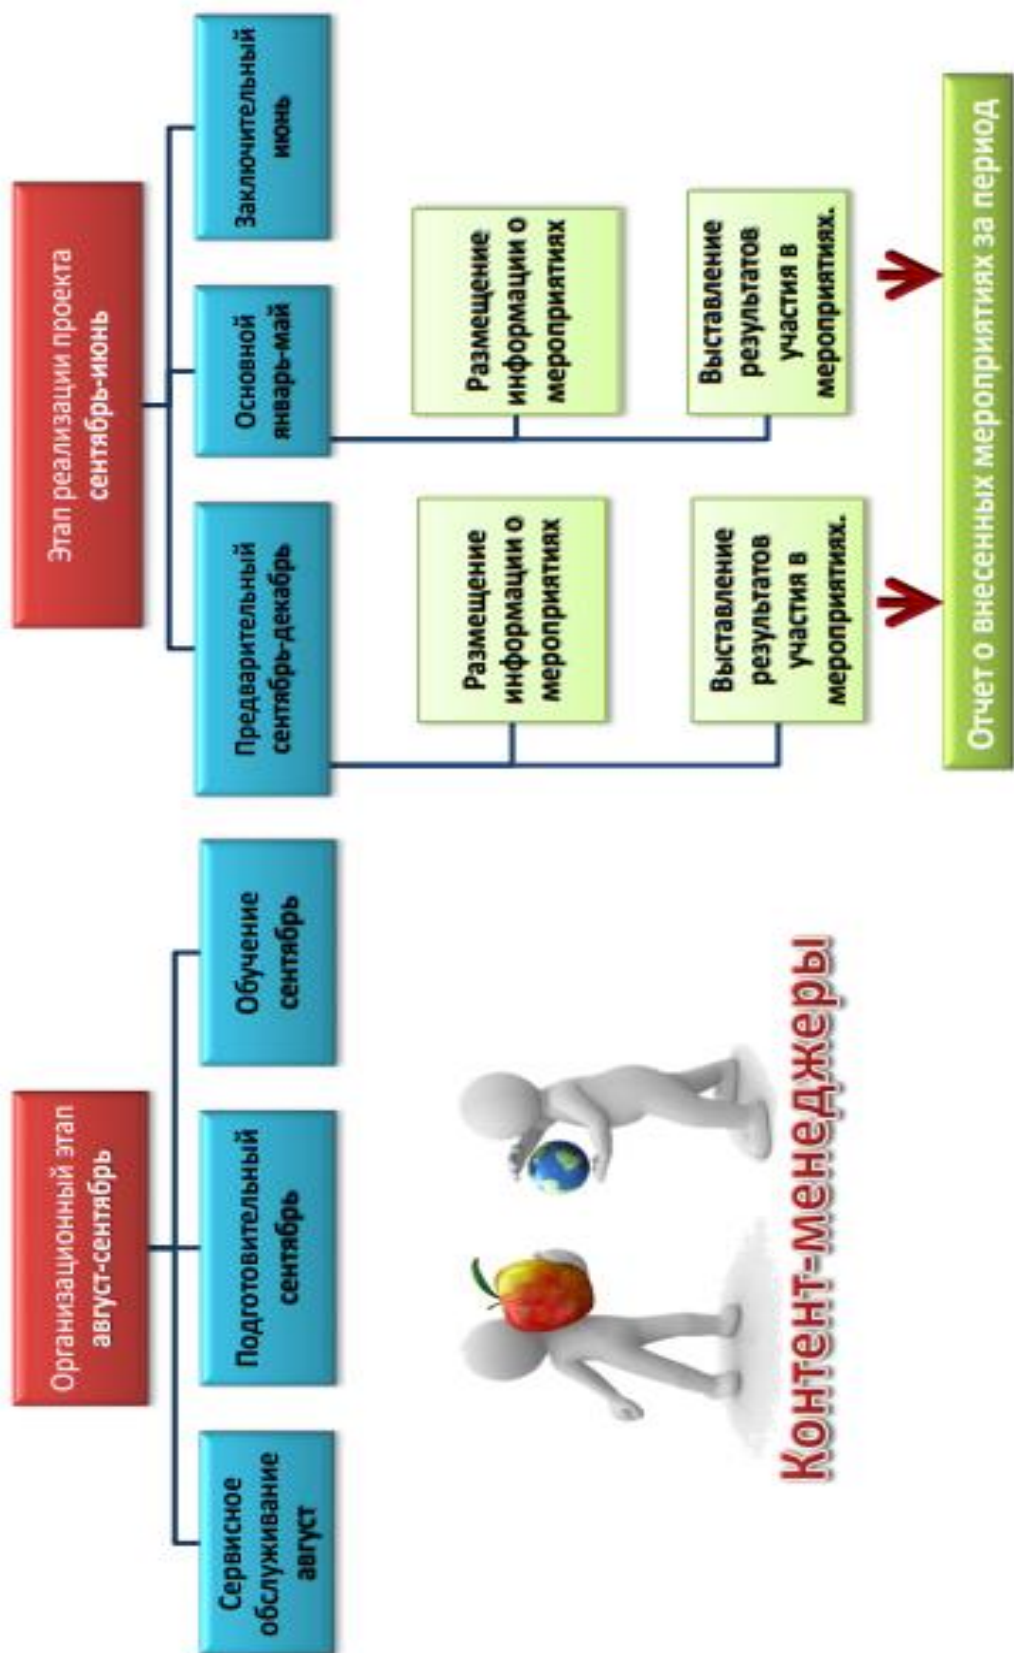 Организационный этап
август-сентябрь
Сервисное
обслуживание
август
Подготовительный
сентябрь
Обучение
сентябрь
Этап реализации проекта
сентябрь-июнь
Предварительный
сентябрь-декабрь
Основной
январь-май
Заключительный
июнь
Размещение
информации о
мероприятиях
Выставление
результатов
участия в
мероприятиях.
Размещение
информации о
мероприятиях
Выставление
результатов
участия в
мероприятиях.
Отчет о внесенных мероприятиях за период
Контент-менеджеры